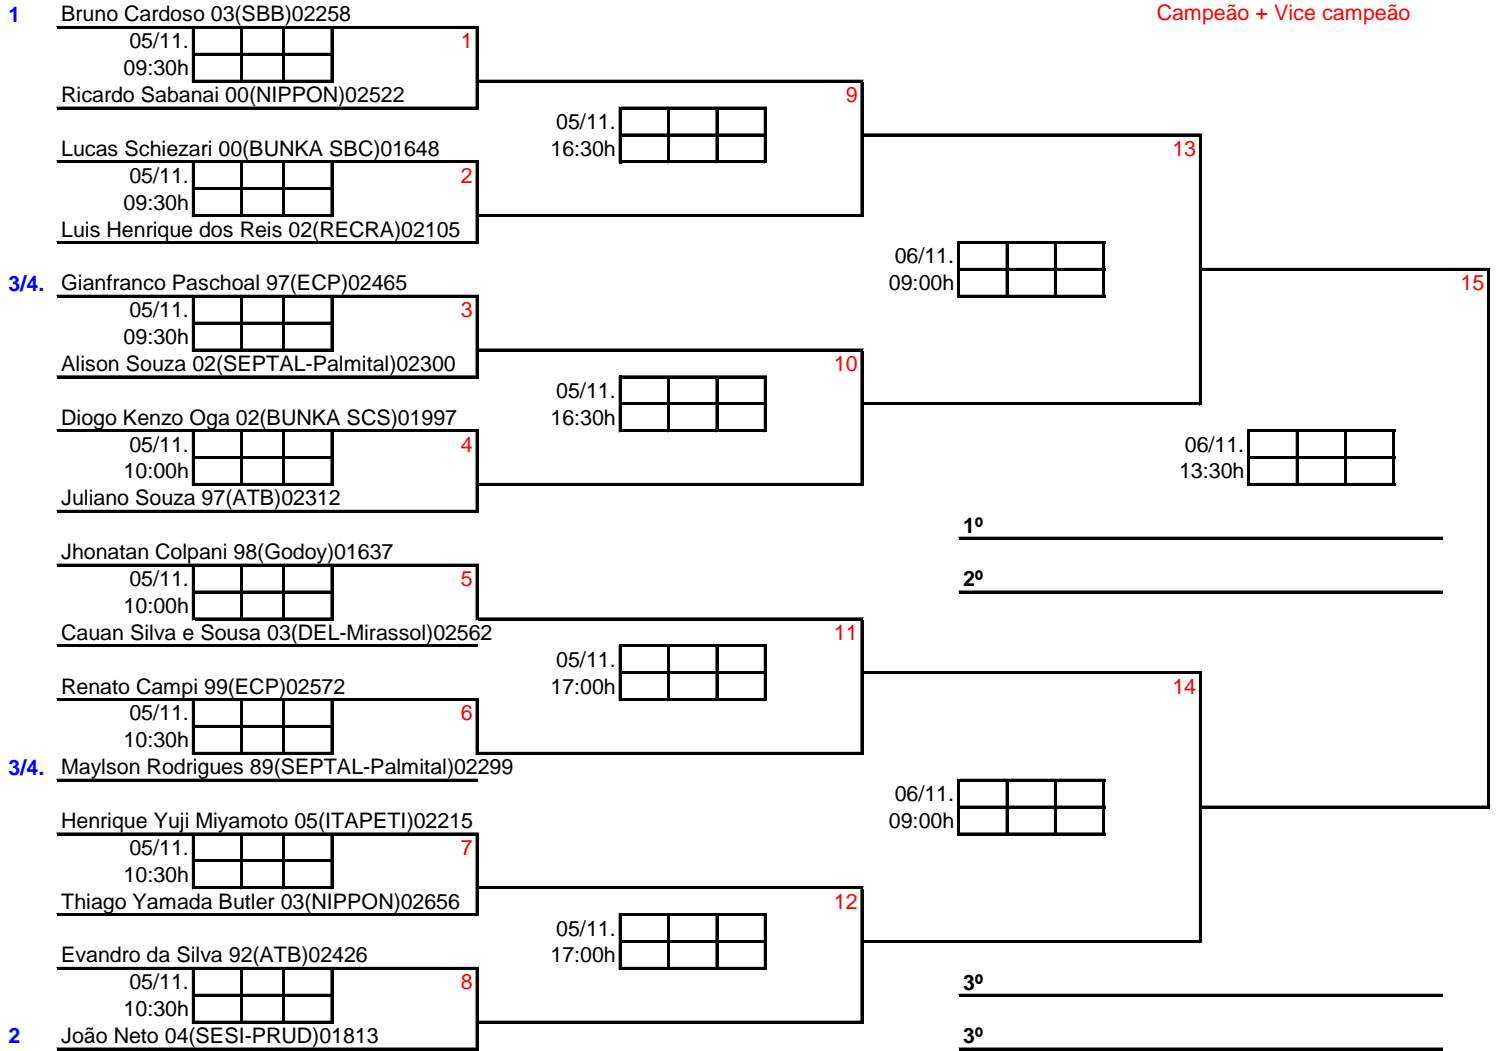 1 Bruno Cardoso 03(SBB)02258
Campeão + Vice campeão
05/11. 1
09:30h
Ricardo Sabanai 00(NIPPON)02522
9
05/11.
16:30h
Lucas Schiezari 00(BUNKA SBC)01648
13
05/11. 2
09:30h
Luis Henrique dos Reis 02(RECRA)02105
06/11.
09:00h
3/4. Gianfranco Paschoal 97(ECP)02465
15
05/11. 3
09:30h
Alison Souza 02(SEPTAL-Palmital)02300
10
05/11.
16:30h
Diogo Kenzo Oga 02(BUNKA SCS)01997
05/11. 4
10:00h
06/11.
13:30h
Juliano Souza 97(ATB)02312
1º
Jhonatan Colpani 98(Godoy)01637
05/11. 5
10:00h
2º
Cauan Silva e Sousa 03(DEL-Mirassol)02562
11
05/11.
17:00h
Renato Campi 99(ECP)02572
14
05/11. 6
10:30h
3/4. Maylson Rodrigues 89(SEPTAL-Palmital)02299
06/11.
09:00h
Henrique Yuji Miyamoto 05(ITAPETI)02215
05/11. 7
10:30h
Thiago Yamada Butler 03(NIPPON)02656
12
05/11.
17:00h
Evandro da Silva 92(ATB)02426
05/11. 8
10:30h
3º
2 João Neto 04(SESI-PRUD)01813
3º